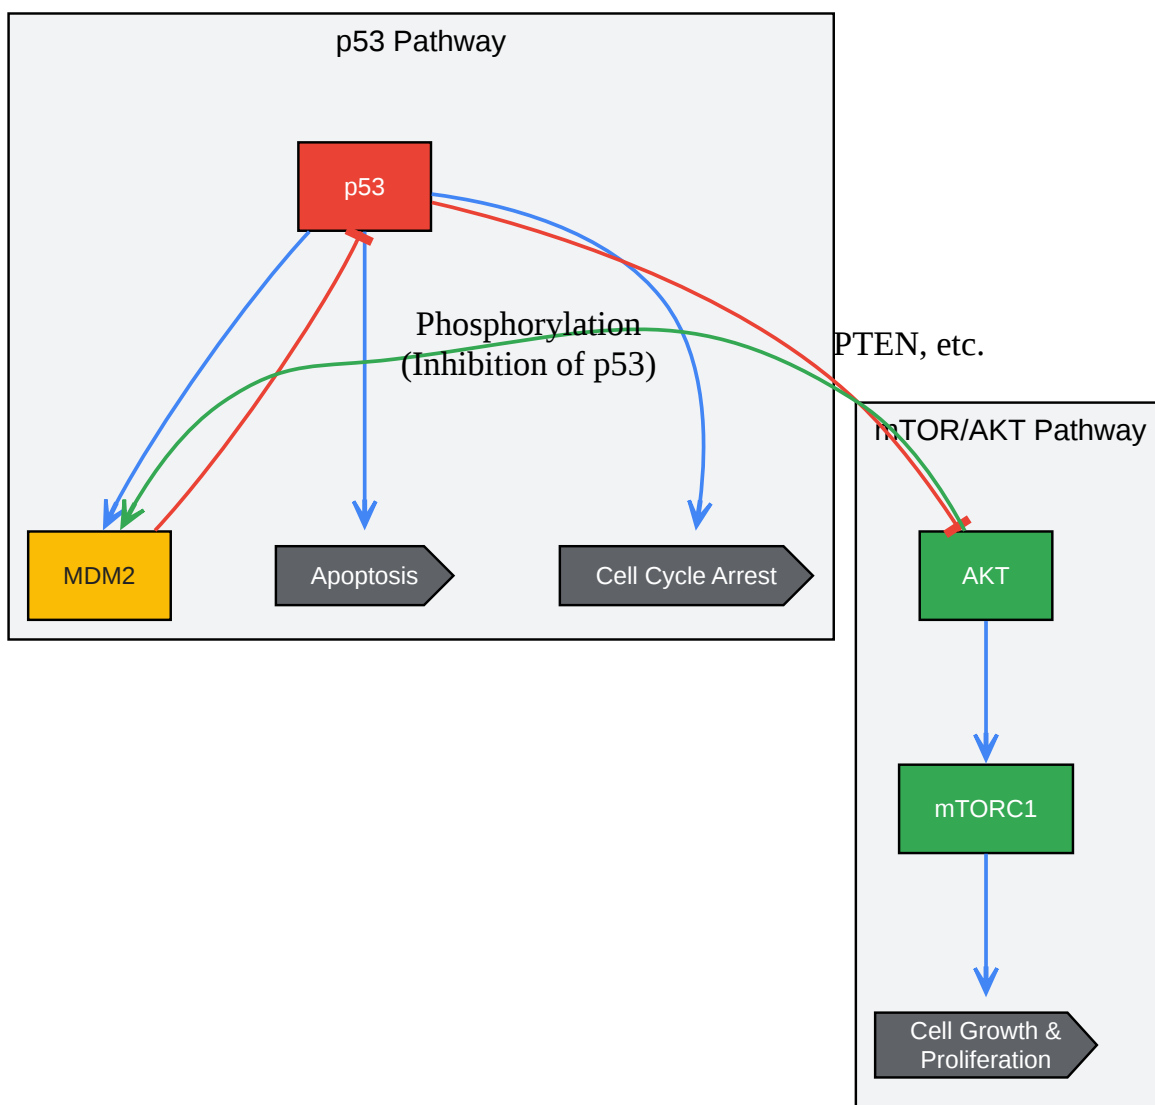 p53 Pathway
p53
Phosphorylation
(Inhibition of p53)
PTEN, etc.
mTOR/AKT Pathway
MDM2
Apoptosis
Cell Cycle Arrest
AKT
mTORC1
Cell Growth &
Proliferation